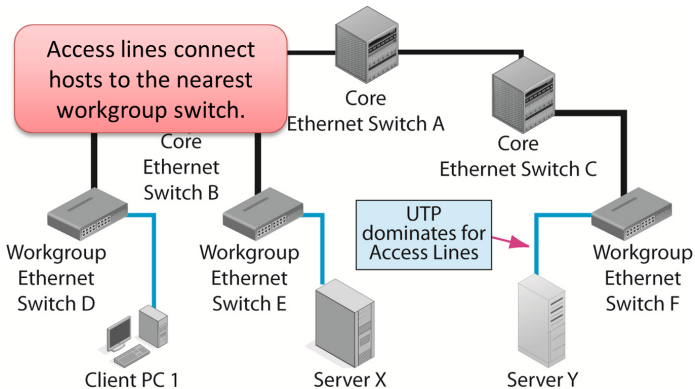 Access lines connect
hosts to the nearest
workgroup switch.
Core
Ethernet Switch A
Core
Ethernet Switch C
Core
Ethernet
Switch B
UTP
dominates for
Access Lines
Workgroup
Ethernet
Switch D
Workgroup
Ethernet
Switch E
Workgroup
Ethernet
Switch F
Client PC 1
Server X
Server Y